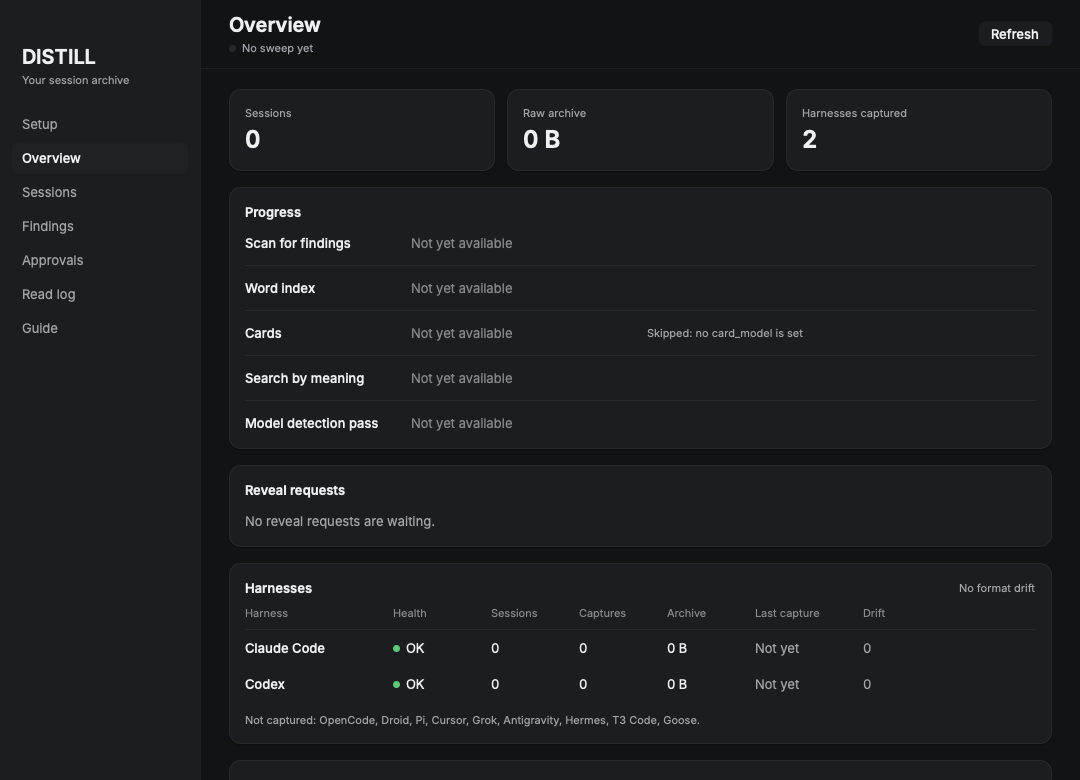 DISTILL
Your session archive
Setup
Overview
Sessions
Findings
Approvals
Read log
Guide
Overview
No sweep yet
Refresh
Sessions
0
Raw archive
0 B
Harnesses captured
2
Progress
Scan for findings Not yet available
Word index Not yet available
Cards Not yet available Skipped: no card_model is set
Search by meaning Not yet available
Model detection pass Not yet available
Reveal requests
No reveal requests are waiting.
Harnesses No format drift
Harness Health Sessions Captures Archive Last capture Drift
Claude Code OK 0 0 0 B Not yet 0
Codex OK 0 0 0 B Not yet 0
Not captured: OpenCode, Droid, Pi, Cursor, Grok, Antigravity, Hermes, T3 Code, Goose.